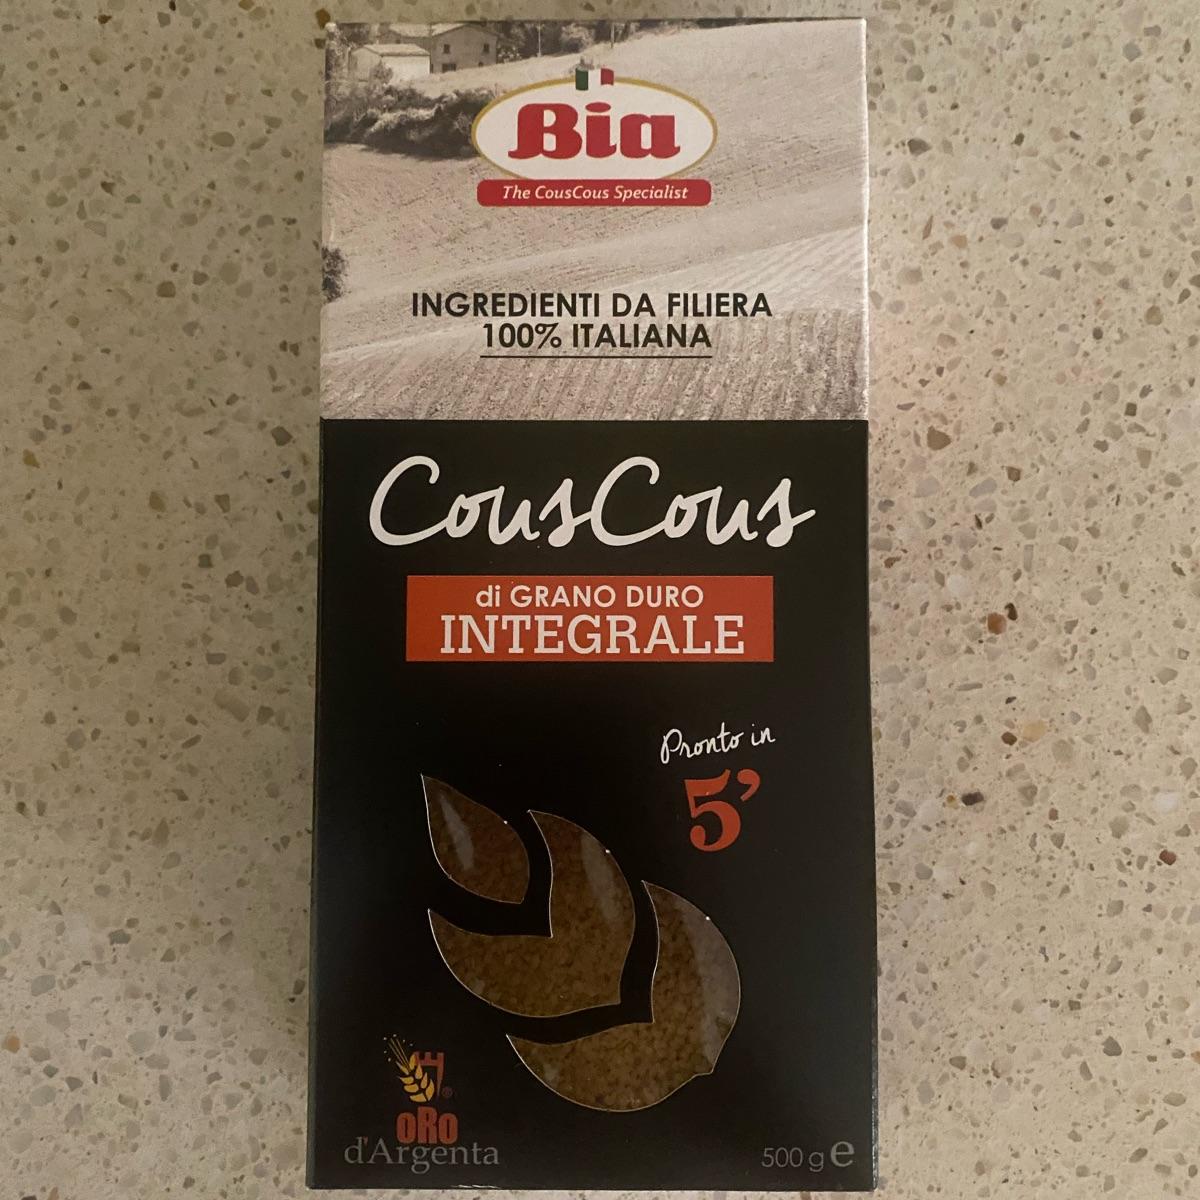 Bia
The CousCous Specialist
INGREDIENTI DA FILIERA
100% ITALIANA
CousCous
di GRANO DURO
INTEGRALE
Pronto in
5'
oRo
d'Argenta
500 g e